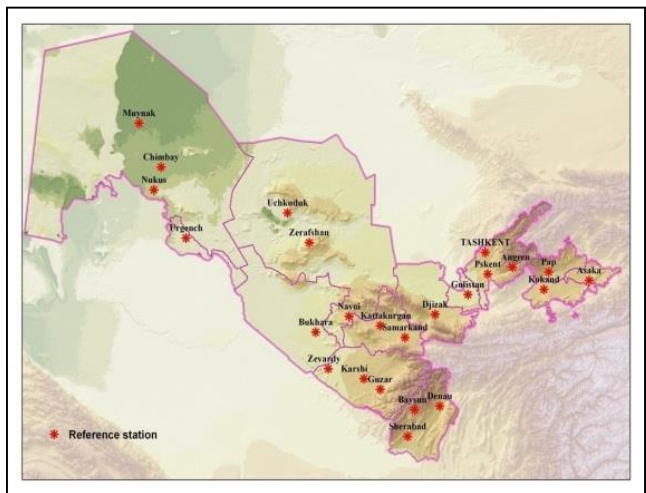 Muynak
Chimbay
Nukus
Urgench
Uchkuduk
Zerafshan
TASHKENT
Pskent
Angren
Pap
Kokand
Asaka
Gulistan
Djizak
Navoi
Kattakurgan
Samarkand
Bukhara
Zevardy
Karshi
Guzar
Baysun
Denau
Sherabad
Reference station